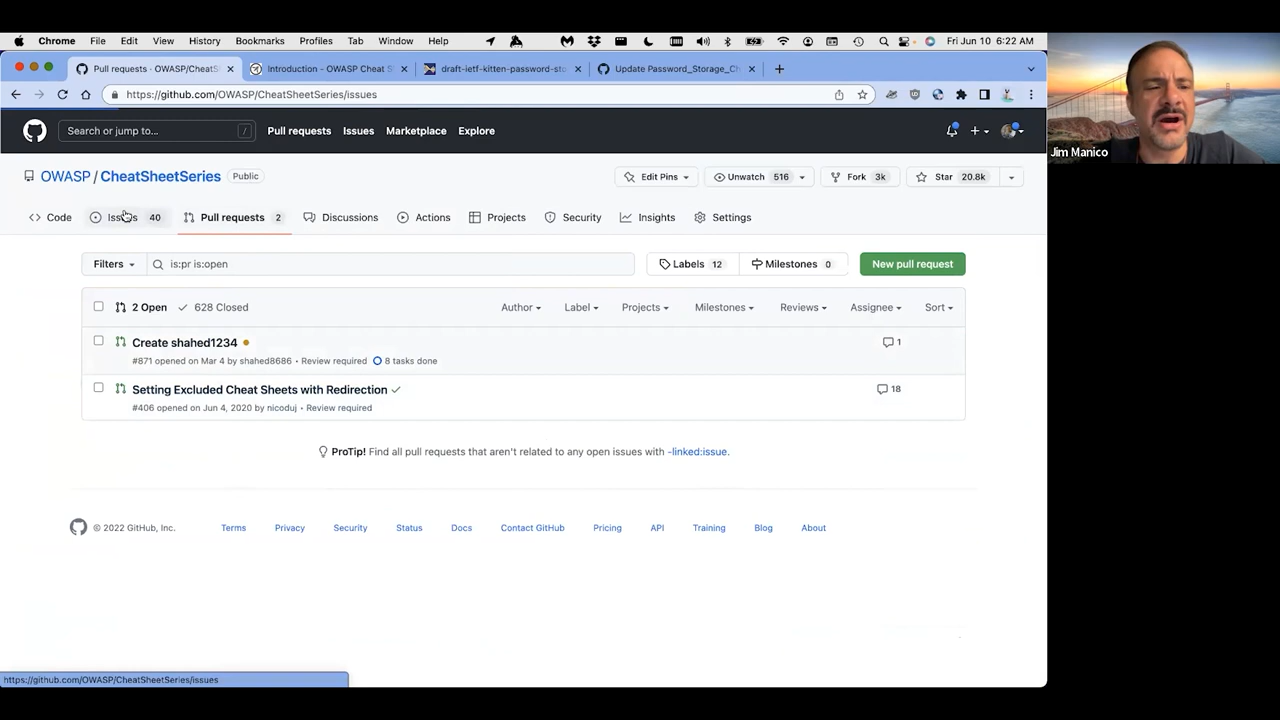 Chrome File Edit View History Bookmarks Profiles Tab Window Help Fri Jun 10 6:22 AM
Pull requests · OWASP/CheatS Introduction - OWASP Cheat S draft-ietf-kitten-password-sto Update Password_Storage_Ch
https://github.com/OWASP/CheatSheetSeries/issues
Search or jump to... / Pull requests Issues Marketplace Explore
OWASP / CheatSheetSeries Public Edit Pins Unwatch 516 Fork 3k Star 20.8k
Code Issues 40 Pull requests 2 Discussions Actions Projects Security Insights Settings
Filters is:pr is:open Labels 12 Milestones 0 New pull request
2 Open 628 Closed Author Label Projects Milestones Reviews Assignee Sort
Create shahed1234 1
#871 opened on Mar 4 by shahed8686 • Review required 8 tasks done
Setting Excluded Cheat Sheets with Redirection 18
#406 opened on Jun 4, 2020 by nicoduj • Review required
ProTip! Find all pull requests that aren't related to any open issues with -linked:issue.
© 2022 GitHub, Inc. Terms Privacy Security Status Docs Contact GitHub Pricing API Training Blog About
https://github.com/OWASP/CheatSheetSeries/issues
Jim Manico